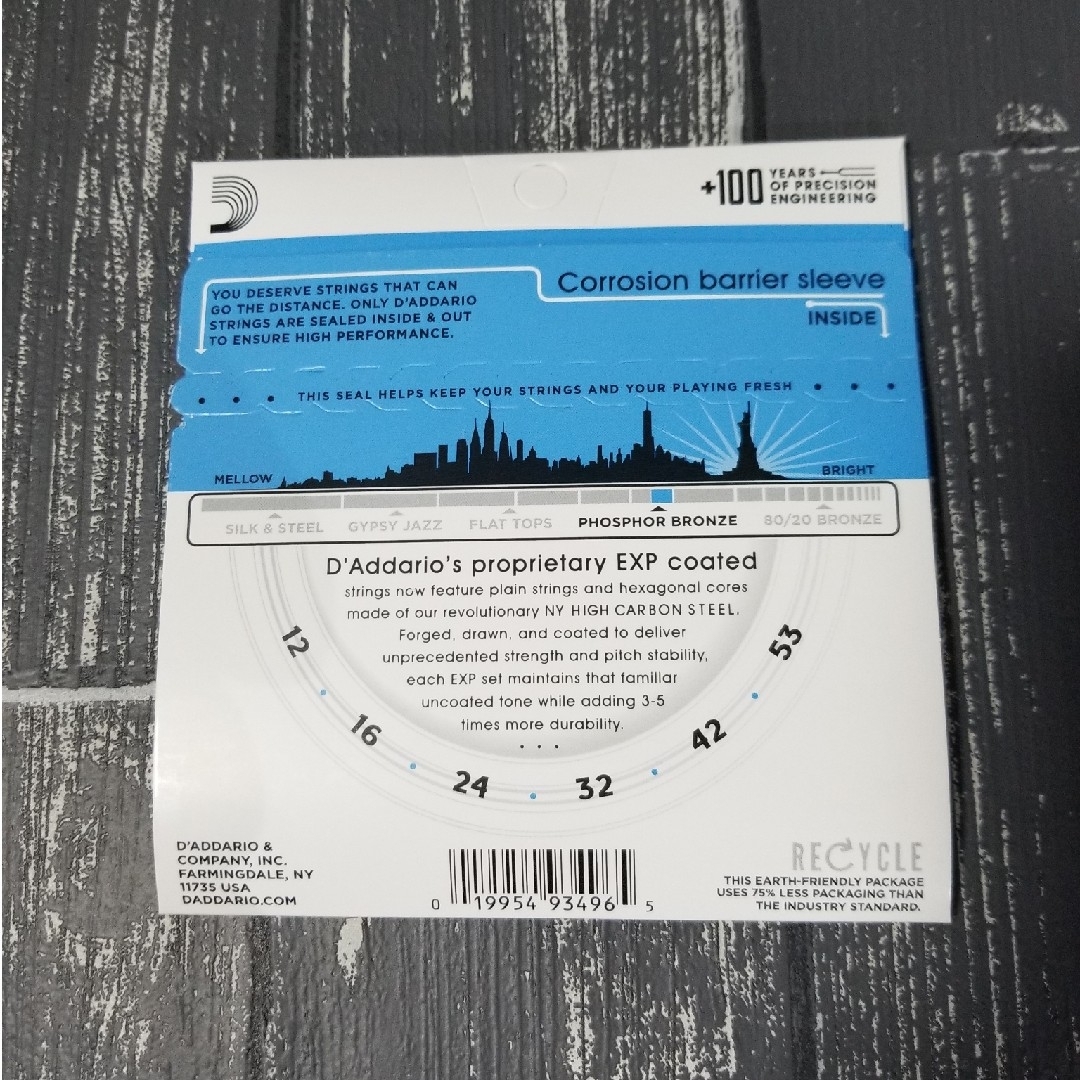 +100 YEARS
OF PRECISION
ENGINEERING
YOU DESERVE STRINGS THAT CAN
GO THE DISTANCE. ONLY D'ADDARIO
STRINGS ARE SEALED INSIDE & OUT
TO ENSURE HIGH PERFORMANCE.
Corrosion barrier sleeve
INSIDE
• • • THIS SEAL HELPS KEEP YOUR STRINGS AND YOUR PLAYING FRESH • • •
MELLOW
BRIGHT
SILK & STEEL GYPSY JAZZ FLAT TOPS PHOSPHOR BRONZE 80/20 BRONZE
D'Addario's proprietary EXP coated
strings now feature plain strings and hexagonal cores
made of our revolutionary NY HIGH CARBON STEEL.
Forged, drawn, and coated to deliver
unprecedented strength and pitch stability,
each EXP set maintains that familiar
uncoated tone while adding 3-5
times more durability.
• • •
12 • 16 • 24 • 32 • 42 • 53
D'ADDARIO &
COMPANY, INC.
FARMINGDALE, NY
11735 USA
DADDARIO.COM
0 19954 93496 5
RECYCLE
THIS EARTH-FRIENDLY PACKAGE
USES 75% LESS PACKAGING THAN
THE INDUSTRY STANDARD.